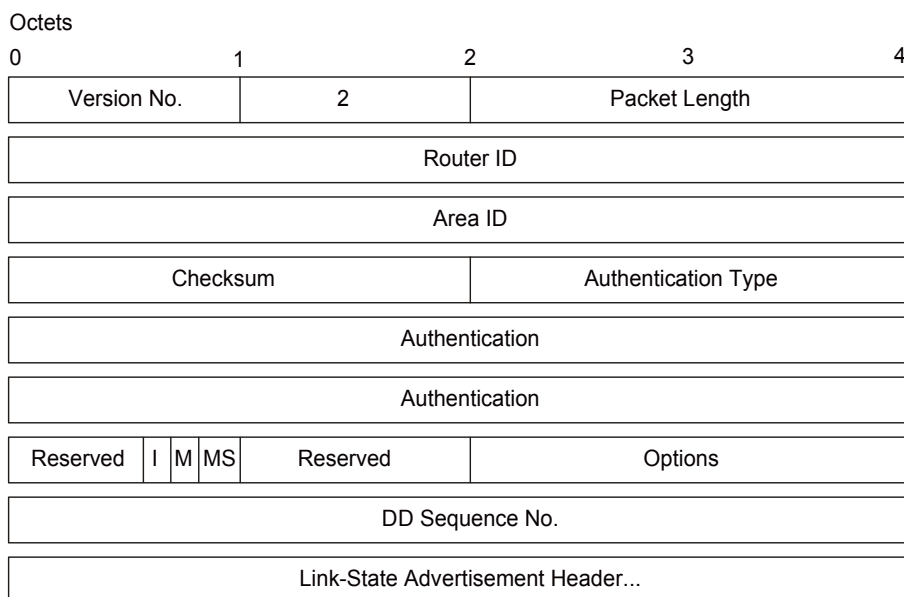 Octets
0 1 2 3 4
Version No. 2 Packet Length
Router ID
Area ID
Checksum Authentication Type
Authentication
Authentication
Reserved I M MS Reserved Options
DD Sequence No.
Link-State Advertisement Header...